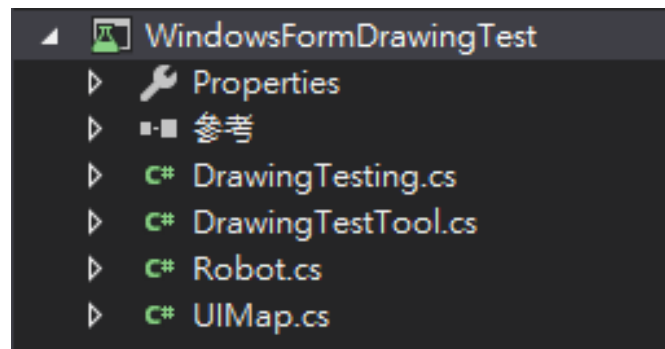 WindowsFormDrawingTest
Properties
參考
C# DrawingTesting.cs
C# DrawingTestTool.cs
C# Robot.cs
C# UIMap.cs